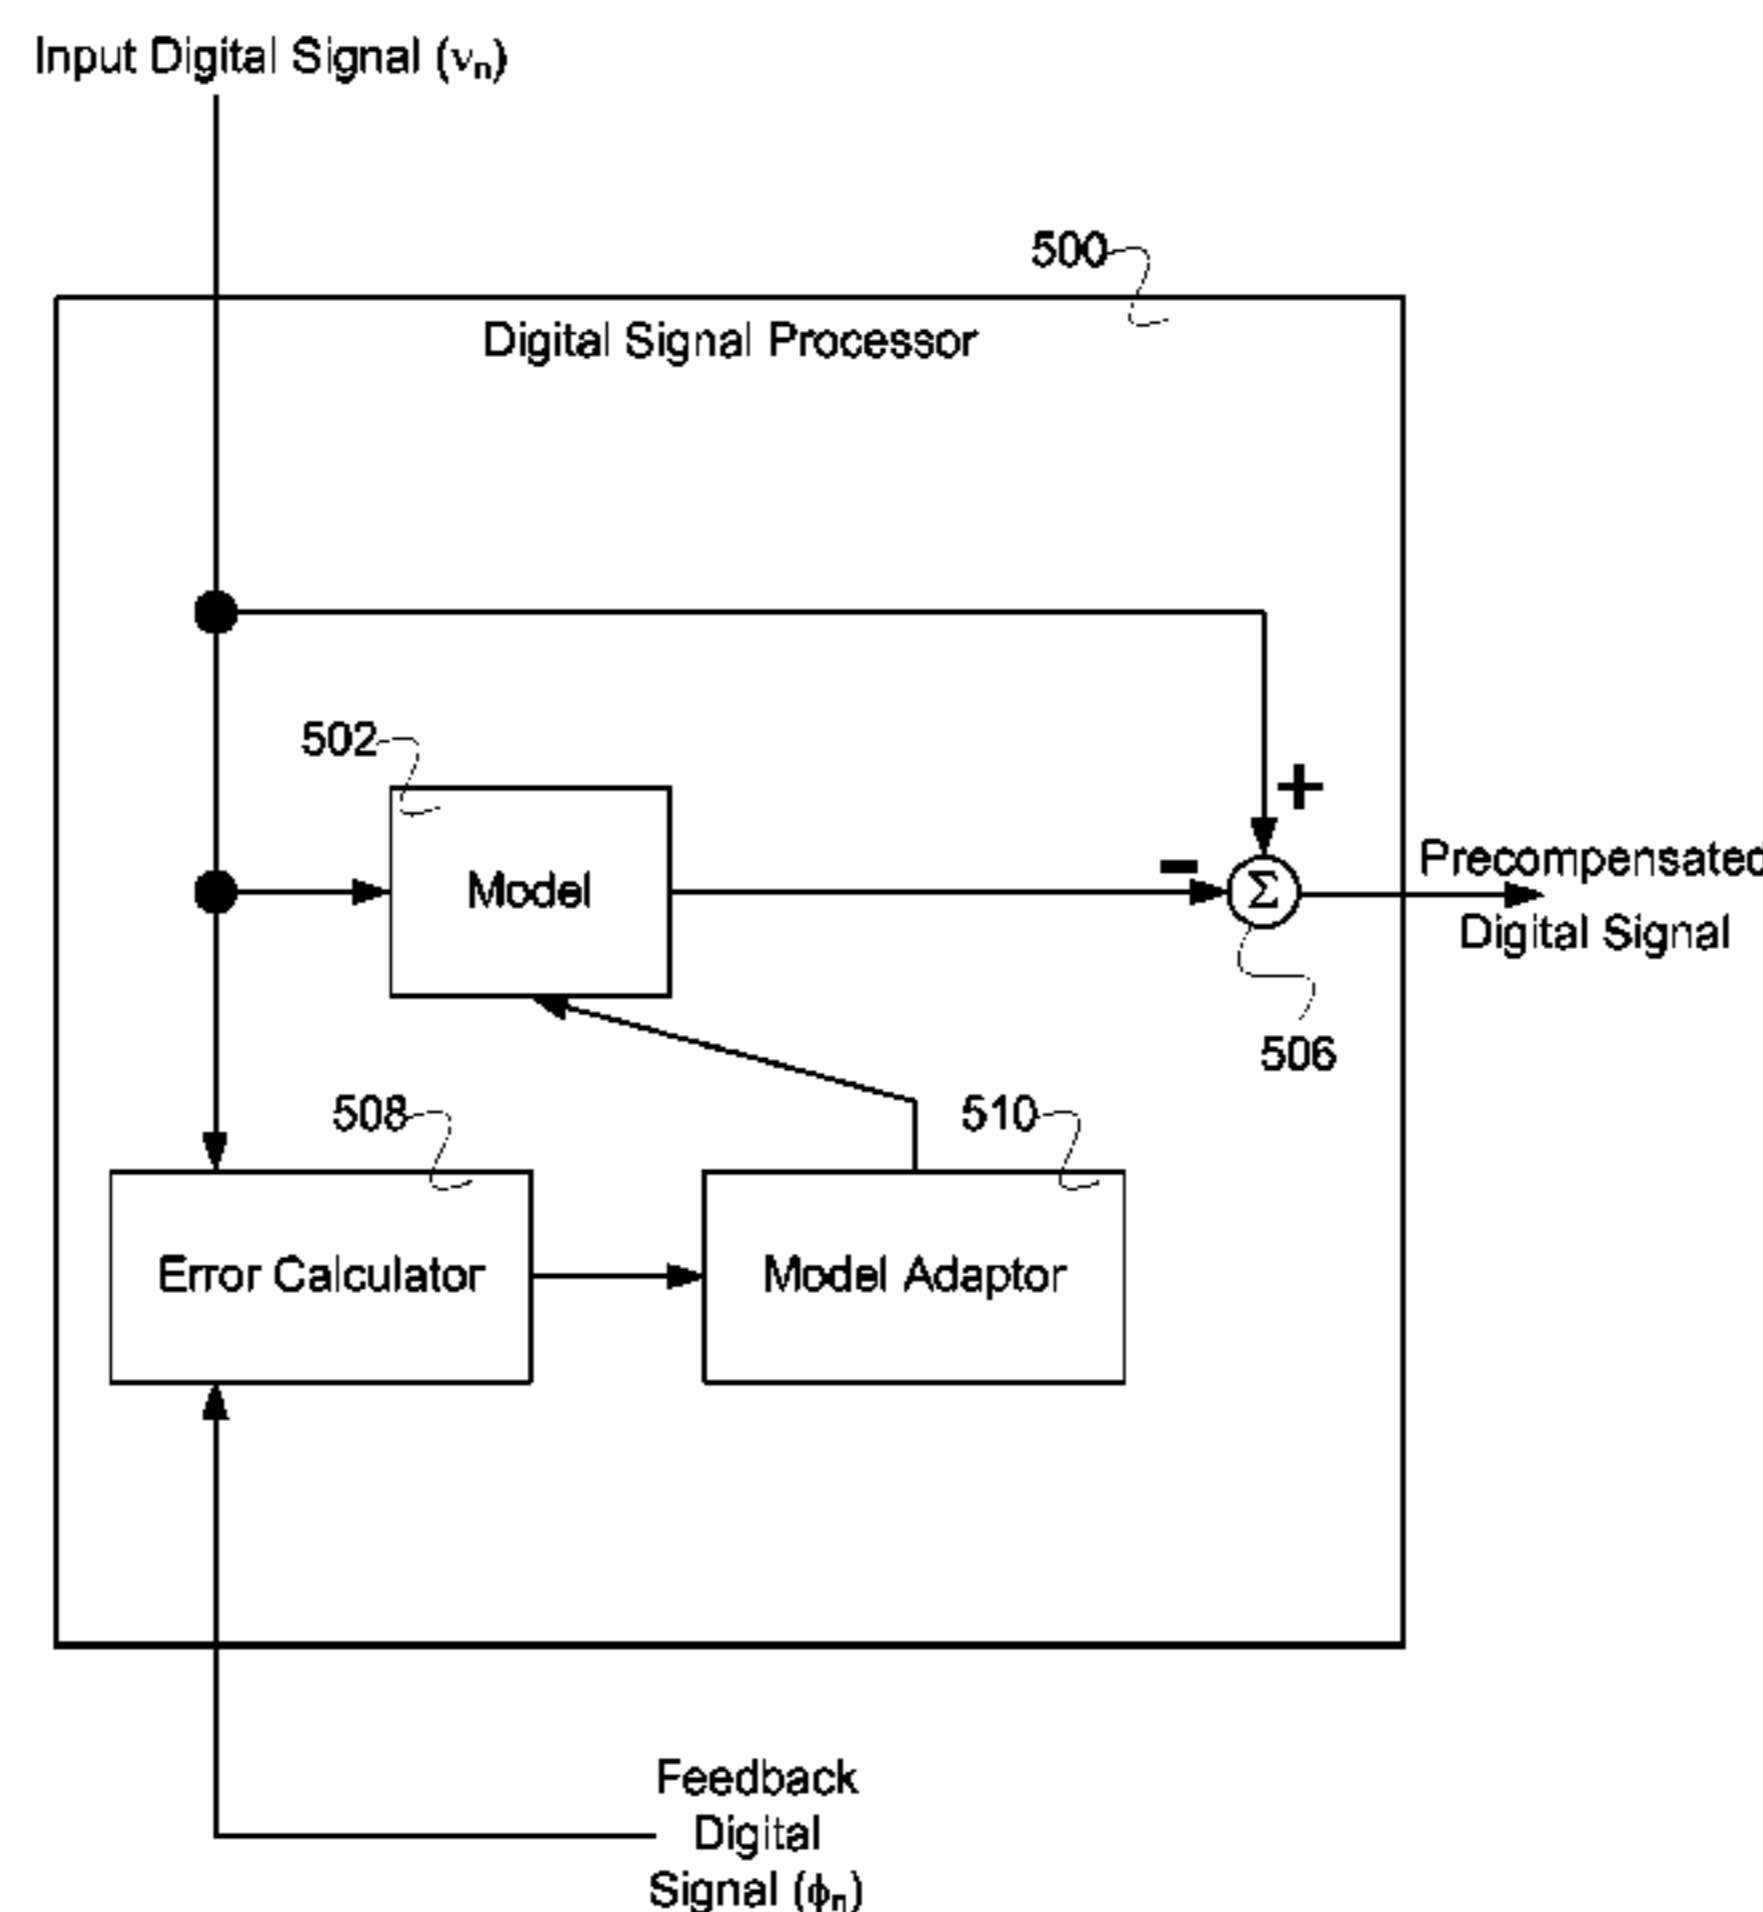 Input Digital Signal (νn)
500
Digital Signal Processor
502
+
Model
-
Σ
Precompensated
Digital Signal
506
508
510
Error Calculator
Model Adaptor
Feedback
Digital
Signal (ϕn)